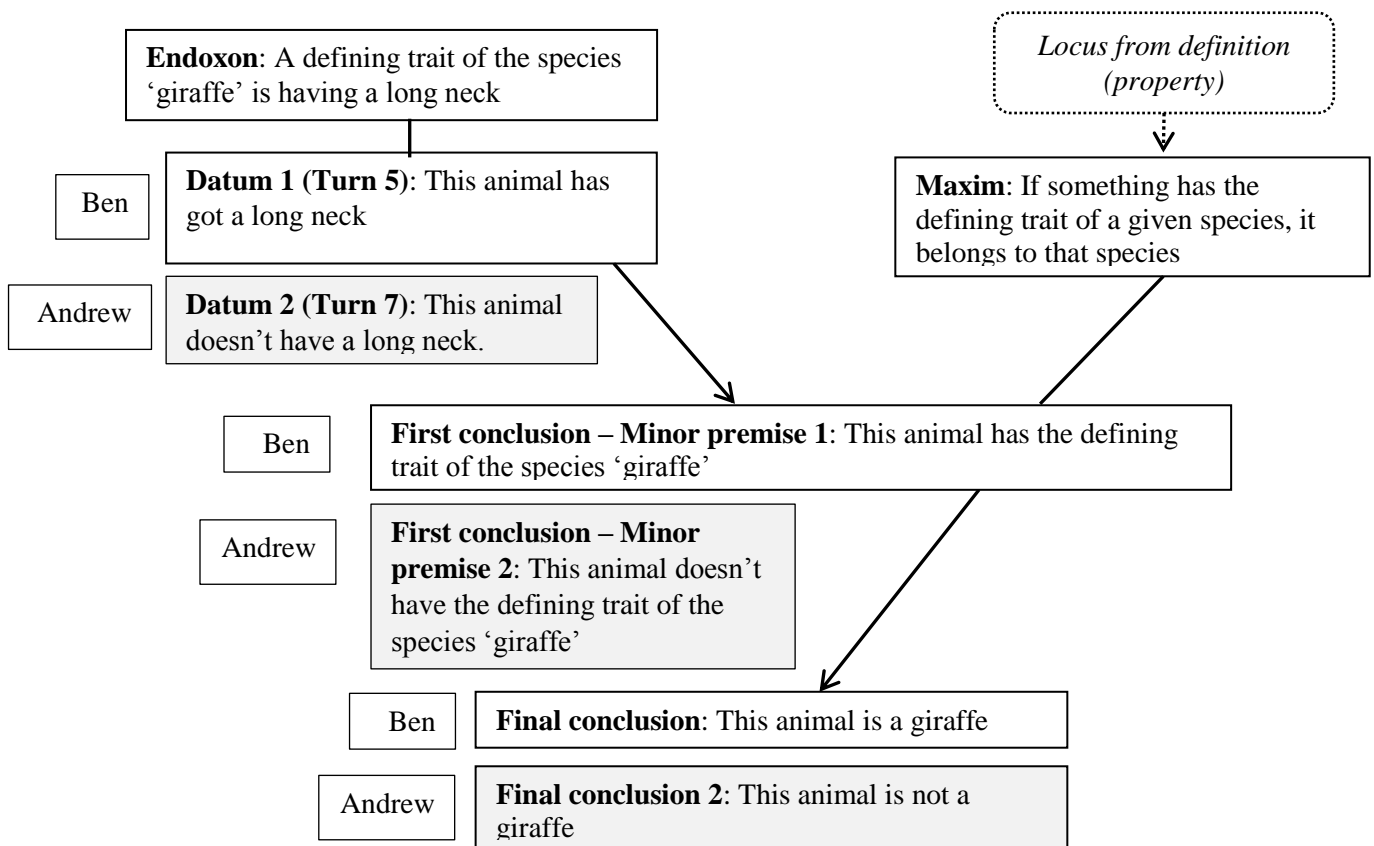 Endoxon: A defining trait of the species
‘giraffe’ is having a long neck
Locus from definition
(property)
Ben
Datum 1 (Turn 5): This animal has
got a long neck
Maxim: If something has the
defining trait of a given species, it
belongs to that species
Andrew
Datum 2 (Turn 7): This animal
doesn’t have a long neck.
Ben
First conclusion – Minor premise 1: This animal has the defining
trait of the species ‘giraffe’
Andrew
First conclusion – Minor
premise 2: This animal doesn’t
have the defining trait of the
species ‘giraffe’
Ben
Final conclusion: This animal is a giraffe
Andrew
Final conclusion 2: This animal is not a
giraffe